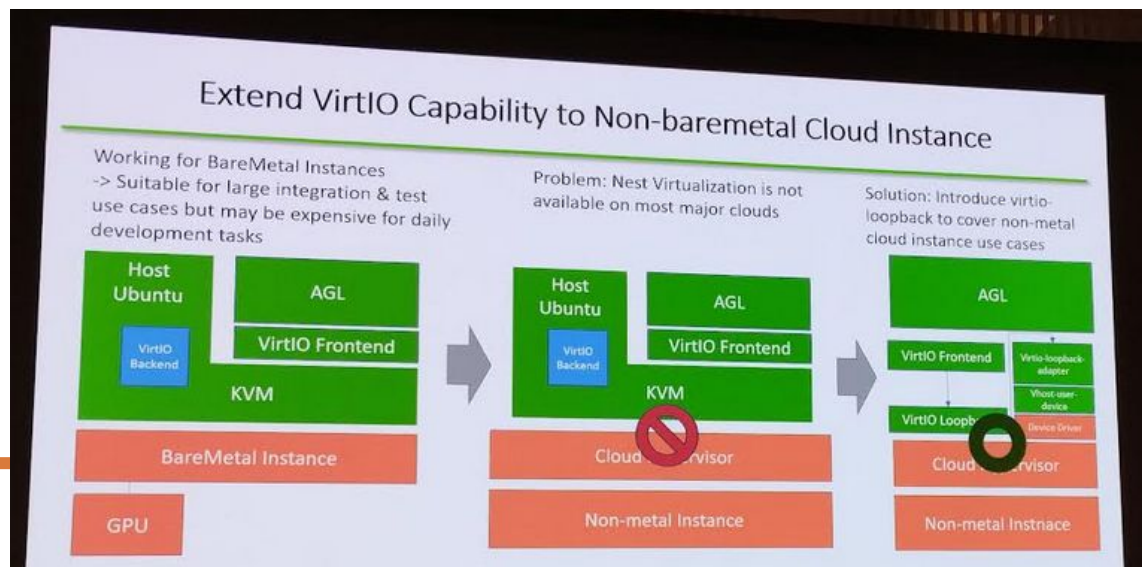 Extend VirtIO Capability to Non-baremetal Cloud Instance
Working for BareMetal Instances
-> Suitable for large integration & test
use cases but may be expensive for daily
development tasks
Host
Ubuntu
VirtIO
Backend
AGL
VirtIO Frontend
KVM
BareMetal Instance
GPU
Problem: Nest Virtualization is not
available on most major clouds
Host
Ubuntu
VirtIO
Backend
AGL
VirtIO Frontend
KVM
Cloud
Non-metal Instance
Solution: Introduce virtio-
loopback to cover non-metal
cloud instance use cases
AGL
VirtIO Frontend
Virtio-loopback-
adapter
Vhost-user-
device
VirtIO
Device Driver
Cloud
Non-metal Instnace